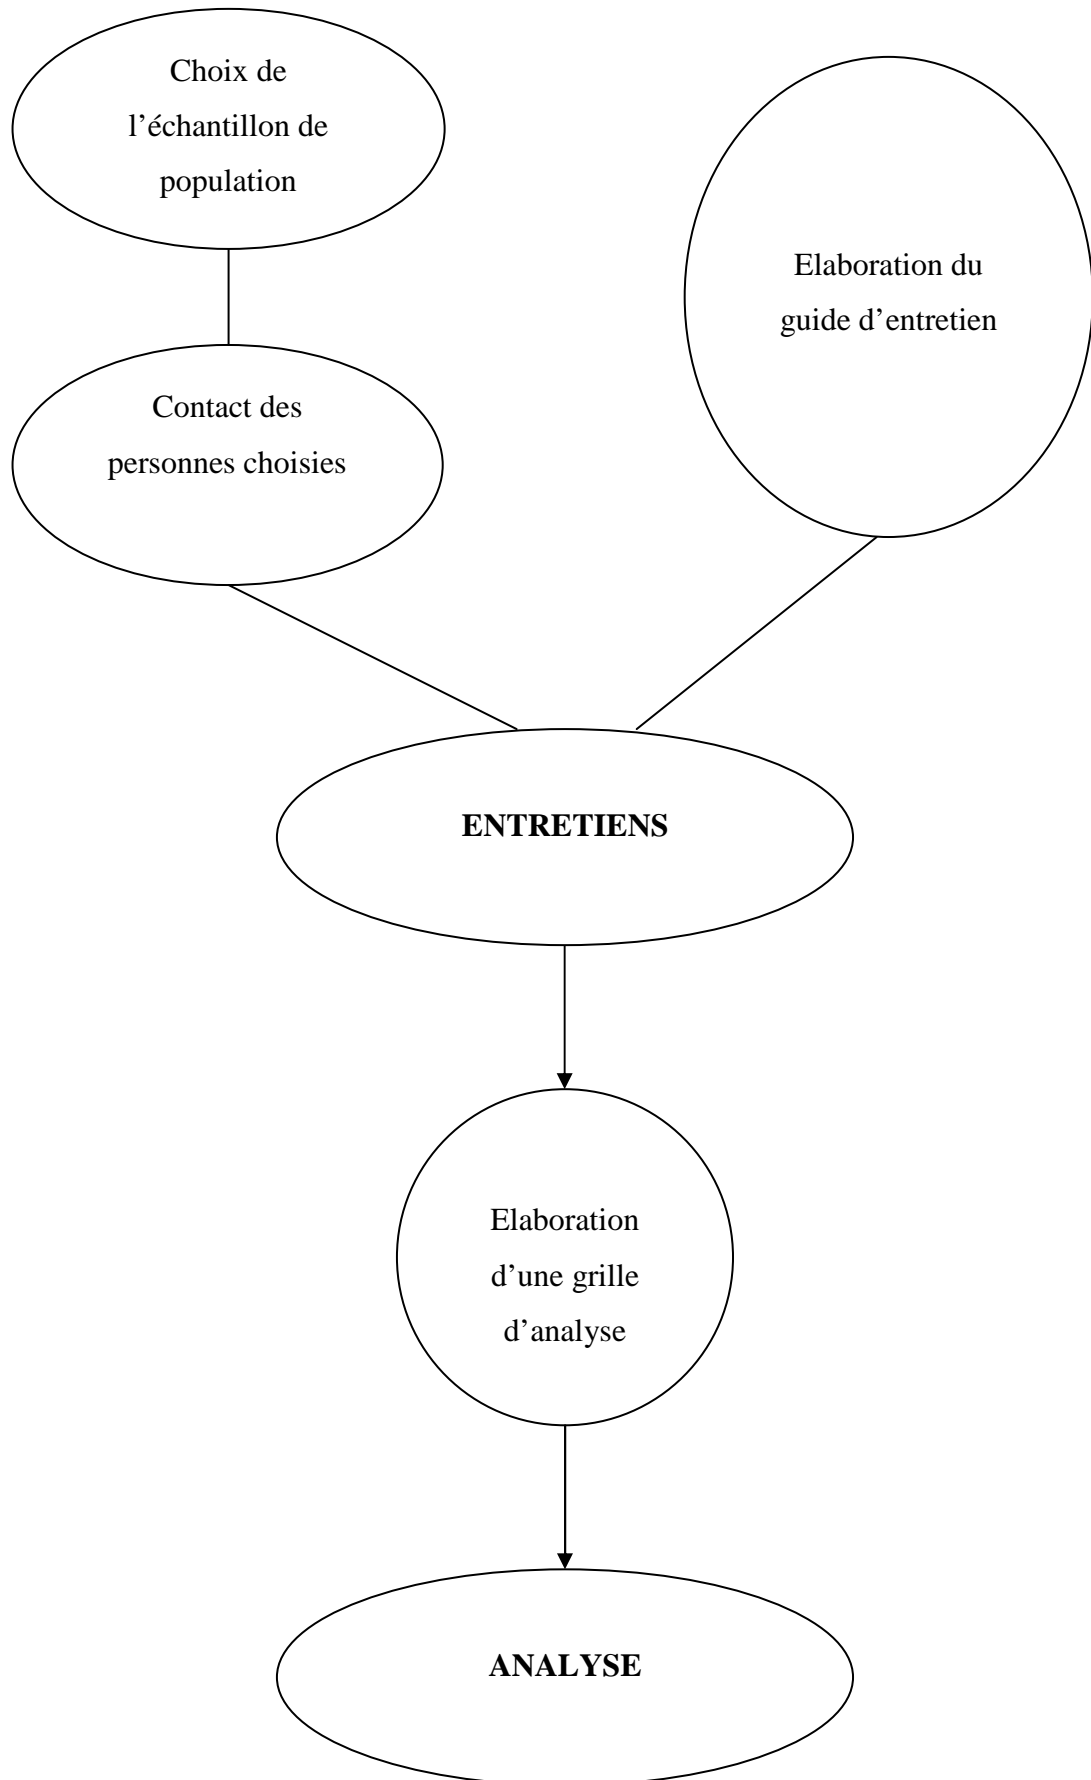 Choix de
l’échantillon de
population
Elaboration du
guide d’entretien
Contact des
personnes choisies
ENTRETIENS
Elaboration
d’une grille
d’analyse
ANALYSE